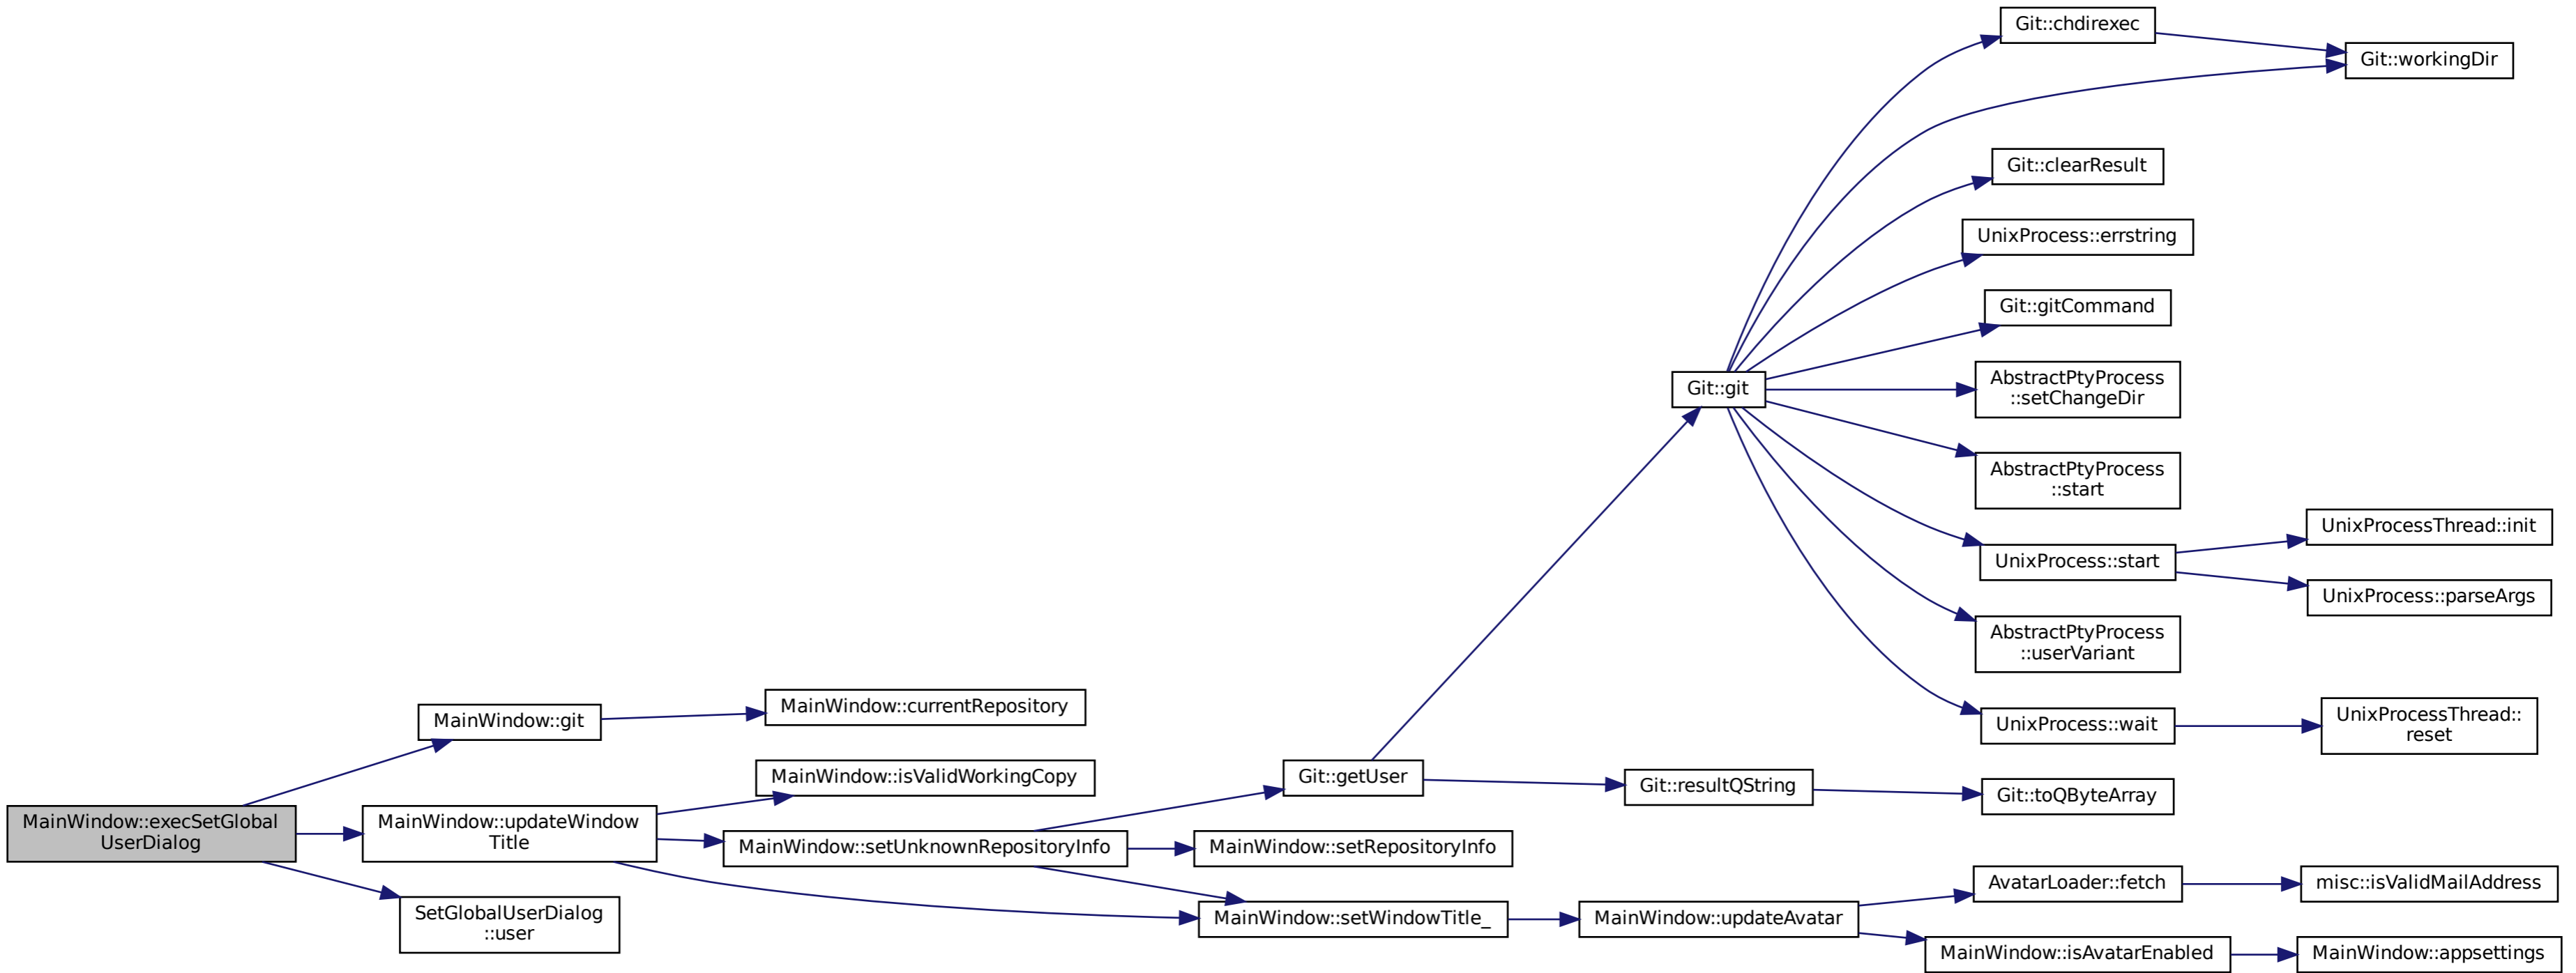 Git::chdirexec
Git::workingDir
Git::clearResult
UnixProcess::errstring
Git::gitCommand
Git::git
AbstractPtyProcess
::setChangeDir
AbstractPtyProcess
::start
UnixProcessThread::init
UnixProcess::start
UnixProcess::parseArgs
AbstractPtyProcess
::userVariant
MainWindow::git
MainWindow::currentRepository
UnixProcess::wait
UnixProcessThread::
reset
MainWindow::isValidWorkingCopy
Git::getUser
Git::resultQString
Git::toQByteArray
MainWindow::execSetGlobal
UserDialog
MainWindow::updateWindow
Title
MainWindow::setUnknownRepositoryInfo
MainWindow::setRepositoryInfo
AvatarLoader::fetch
misc::isValidMailAddress
SetGlobalUserDialog
::user
MainWindow::setWindowTitle_
MainWindow::updateAvatar
MainWindow::isAvatarEnabled
MainWindow::appsettings